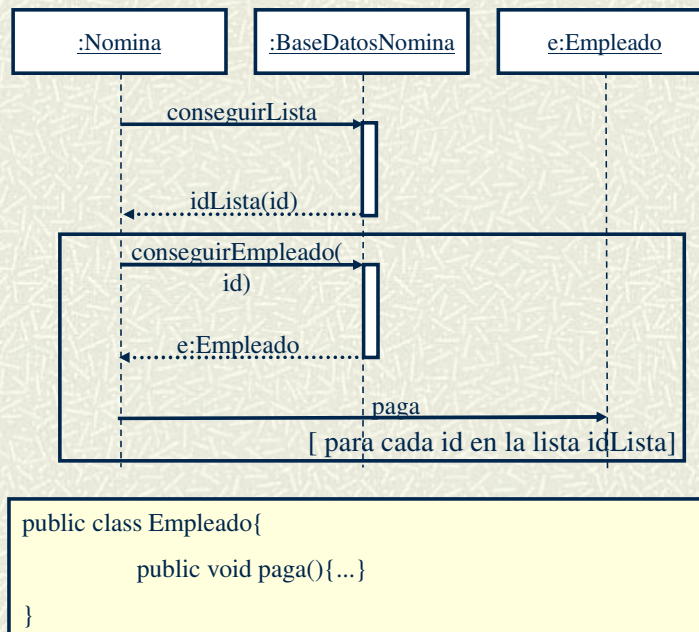 :Nomina
:BaseDatosNomina
e:Empleado
conseguirLista
idLista(id)
conseguirEmpleado(
id)
e:Empleado
paga
[ para cada id en la lista idLista]
public class Empleado{
public void paga(){...}
}